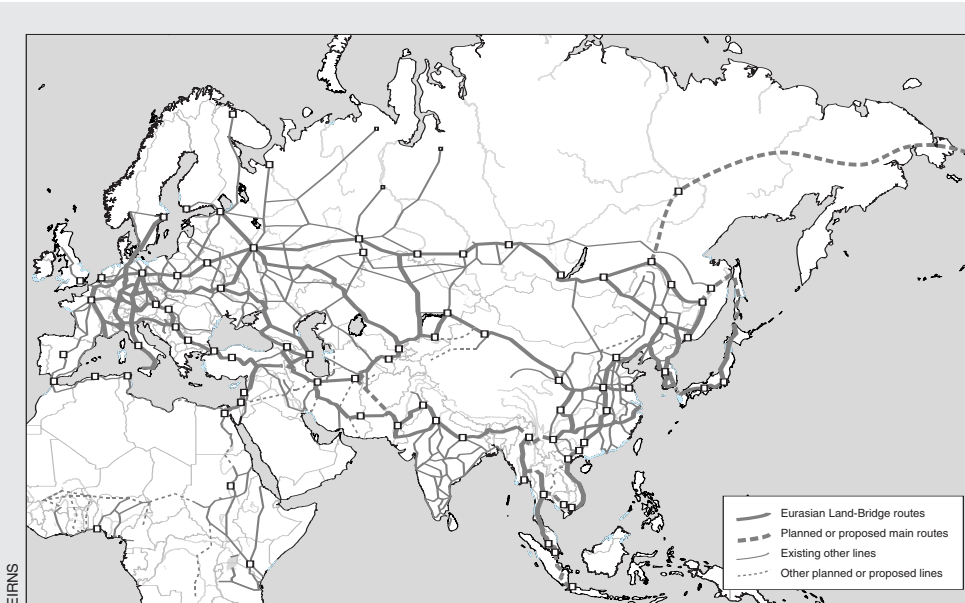 Eurasian Land-Bridge routes
Planned or proposed main routes
Existing other lines
Other planned or proposed lines
EIRNS